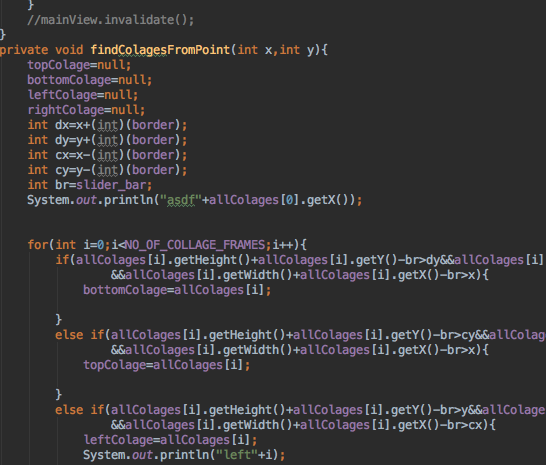 }
//mainView.invalidate();
}
private void findColagesFromPoint(int x,int y){
topColage=null;
bottomColage=null;
leftColage=null;
rightColage=null;
int dx=x+(int)(border);
int dy=y+(int)(border);
int cx=x-(int)(border);
int cy=y-(int)(border);
int br=slider_bar;
System.out.println("asdf"+allColages[0].getX());
for(int i=0;i<NO_OF_COLLAGE_FRAMES;i++){
if(allColages[i].getHeight()+allColages[i].getY()-br>dy&&allColages[i]
&&allColages[i].getWidth()+allColages[i].getX()-br>x){
bottomColage=allColages[i];
}
else if(allColages[i].getHeight()+allColages[i].getY()-br>cy&&allCola
&&allColages[i].getWidth()+allColages[i].getX()-br>x){
topColage=allColages[i];
}
else if(allColages[i].getHeight()+allColages[i].getY()-br>y&&allColag
&&allColages[i].getWidth()+allColages[i].getX()-br>cx){
leftColage=allColages[i];
System.out.println("left"+i);